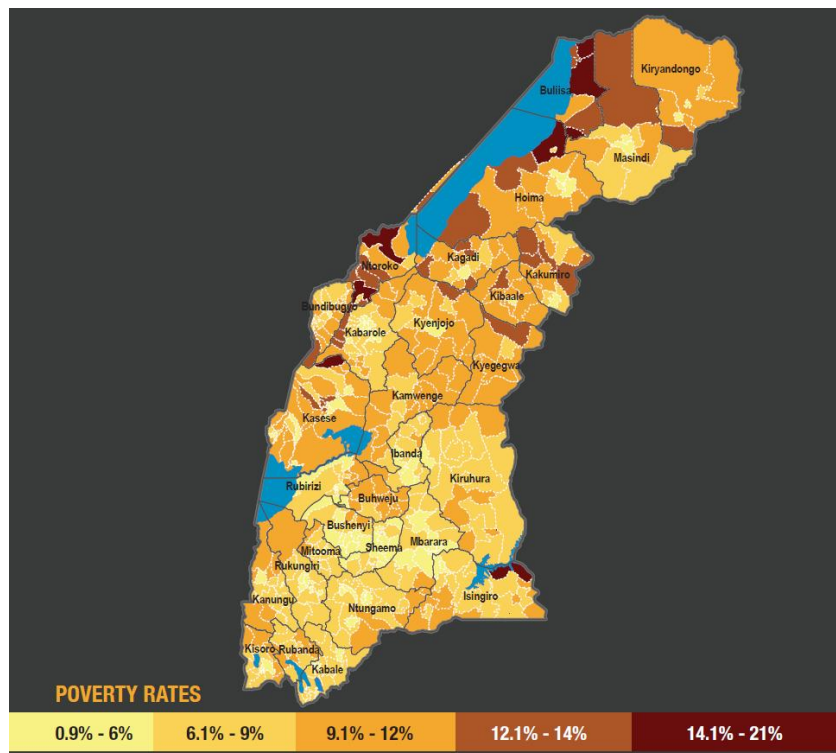 Kiryandongo
Buliisa
Masindi
Hoima
Ntoroko
Kagadi
Kakumiro
Kibaale
Bundibugyo
Kabarole
Kyenjojo
Kyegegwa
Kamwenge
Kasese
Ibanda
Kiruhura
Rubirizi
Buhweju
Bushenyi
Mbarara
Sheema
Mitooma
Rukungiri
Isingiro
Kanungu
Ntungamo
Kisoro
Rubanda
Kabale
POVERTY RATES
0.9% - 6% 6.1% - 9% 9.1% - 12% 12.1% - 14% 14.1% - 21%